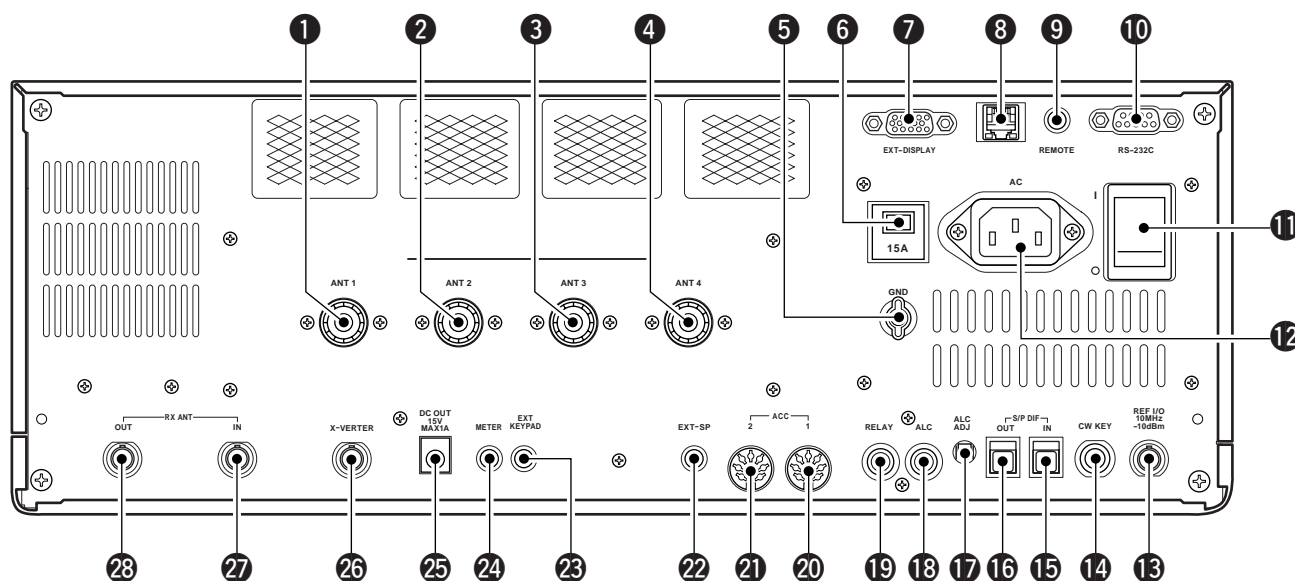 1 2 3 4 5 6 7 8 9 10
EXT-DISPLAY REMOTE RS-232C
AC
I
11
15A
ANT 1 ANT 2 ANT 3 ANT 4 GND
12
RX ANT
OUT IN
X-VERTER
DC OUT
15V
MAX1A
METER
EXT
KEYPAD
EXT-SP
ACC
2 1
RELAY
ALC
ALC
ADJ
S/P DIF
OUT IN
CW KEY
REF I/O
10MHz
-10dBm
28 27 26 25 24 23 22 21 20 19 18 17 16 15 14 13